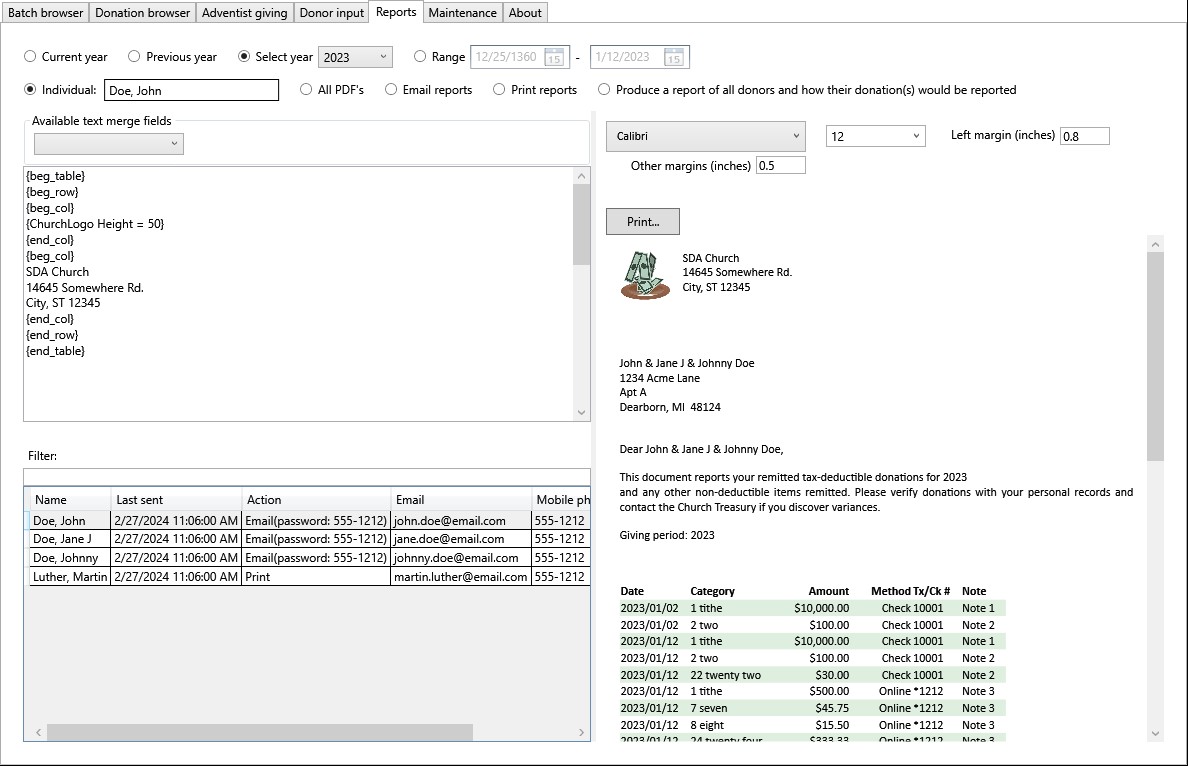 Batch browser Donation browser Adventist giving Donor input Reports Maintenance About
Current year Previous year Select year 2023 Range 12/25/1360 15 - 1/12/2023 15
Individual: Doe, John All PDF's Email reports Print reports Produce a report of all donors and how their donation(s) would be reported
Available text merge fields
{beg_table}
{beg_row}
{beg_col}
{ChurchLogo Height = 50}
{end_col}
{beg_col}
SDA Church
14645 Somewhere Rd.
City, ST 12345
{end_col}
{end_row}
{end_table}
Filter:
Name Last sent Action Email Mobile ph
Doe, John 2/27/2024 11:06:00 AM Email(password: 555-1212) john.doe@email.com 555-1212
Doe, Jane J 2/27/2024 11:06:00 AM Email(password: 555-1212) jane.doe@email.com 555-1212
Doe, Johnny 2/27/2024 11:06:00 AM Email(password: 555-1212) johnny.doe@email.com 555-1212
Luther, Martin 2/27/2024 11:06:00 AM Print martin.luther@email.com 555-1212
Calibri 12 Left margin (inches) 0.8
Other margins (inches) 0.5
Print...
SDA Church
14645 Somewhere Rd.
City, ST 12345
John & Jane J & Johnny Doe
1234 Acme Lane
Apt A
Dearborn, MI 48124
Dear John & Jane J & Johnny Doe,
This document reports your remitted tax-deductible donations for 2023
and any other non-deductible items remitted. Please verify donations with your personal records and
contact the Church Treasury if you discover variances.
Giving period: 2023
Date Category Amount Method Tx/Ck # Note
2023/01/02 1 tithe $10,000.00 Check 10001 Note 1
2023/01/02 2 two $100.00 Check 10001 Note 2
2023/01/12 1 tithe $10,000.00 Check 10001 Note 1
2023/01/12 2 two $100.00 Check 10001 Note 2
2023/01/12 22 twenty two $30.00 Check 10001 Note 2
2023/01/12 1 tithe $500.00 Online *1212 Note 3
2023/01/12 7 seven $45.75 Online *1212 Note 3
2023/01/12 8 eight $15.50 Online *1212 Note 3
2023/01/12 24 twenty four $333.33 Online *1212 Note 3